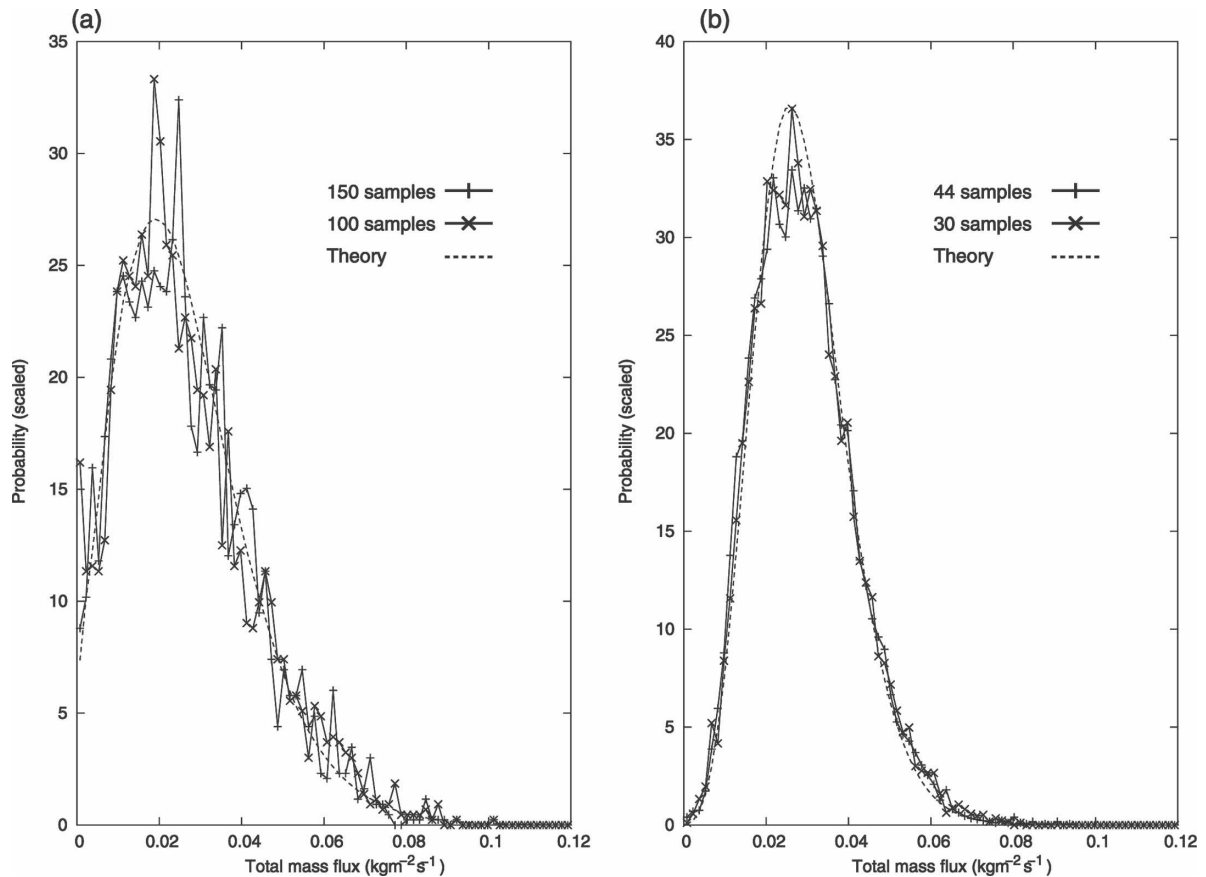 (a)
35
30
25
20
15
10
5
0
Probability (scaled)
150 samples
100 samples
Theory
0 0.02 0.04 0.06 0.08 0.1 0.12
Total mass flux (kgm⁻²s⁻¹)
(b)
40
35
30
25
20
15
10
5
0
Probability (scaled)
44 samples
30 samples
Theory
0 0.02 0.04 0.06 0.08 0.1 0.12
Total mass flux (kgm⁻²s⁻¹)